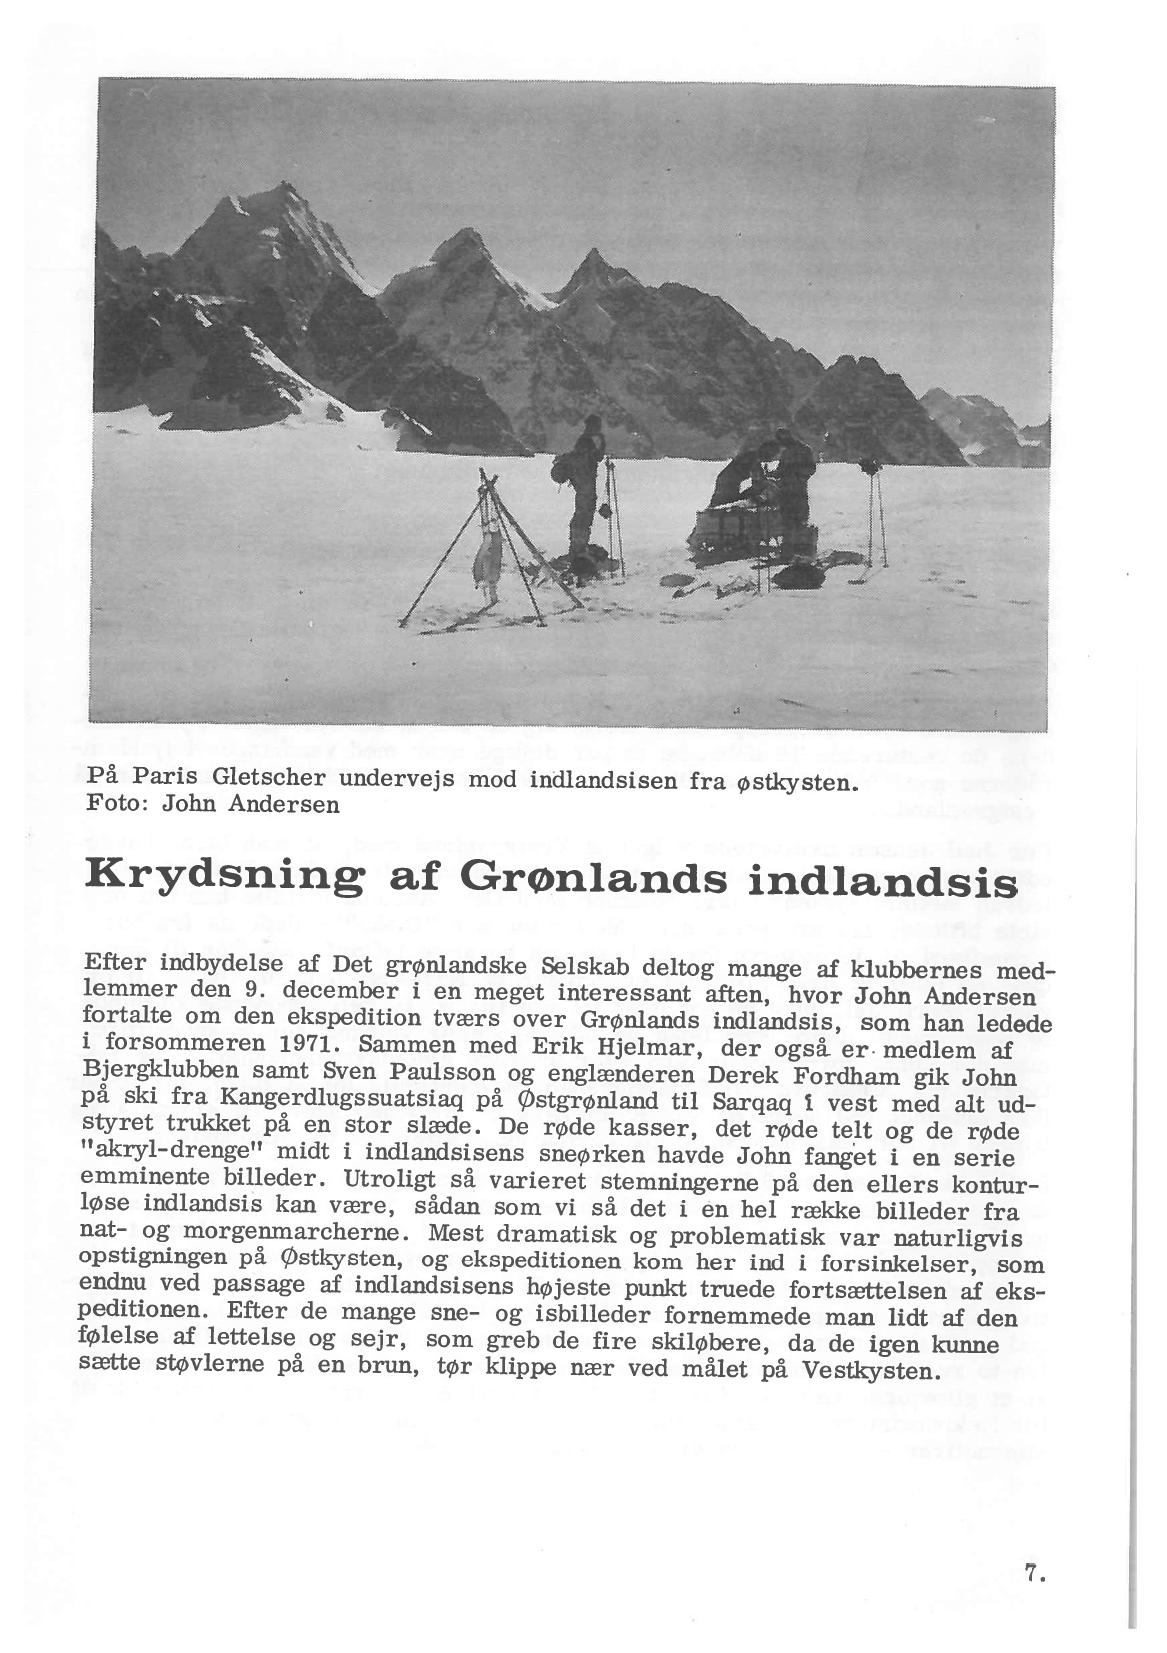 På Paris Gletscher undervejs mod indlandsisen fra østkysten.
Foto: John Andersen
Krydsning af Grønlands indlandsis
Efter indbydelse af Det grønlandske Selskab deltog mange af klubbernes med-
lemmer den 9. december i en meget interessant aften, hvor John Andersen
fortalte om den ekspedition tværs over Grønlands indlandsis, som han ledede
i forsommeren 1971. Sammen med Erik Hjelmar, der også er medlem af
Bjergklubben samt Sven Paulsson og englænderen Derek Fordham gik John
på ski fra Kangerdlugssuatsiaq på Østgrønland til Sarqaq i vest med alt ud-
styret trukket på en stor slæde. De røde kasser, det røde telt og de røde
"akryl-drenge" midt i indlandsisens sneørken havde John fanget i en serie
emminente billeder. Utroligt så varieret stemningerne på den ellers kontur-
løse indlandsis kan være, sådan som vi så det i en hel række billeder fra
nat- og morgenmarcherne. Mest dramatisk og problematisk var naturligvis
opstigningen på Østkysten, og ekspeditionen kom her ind i forsinkelser, som
endnu ved passage af indlandsisens højeste punkt truede fortsættelsen af eks-
peditionen. Efter de mange sne- og isbilleder fornemmede man lidt af den
følelse af lettelse og sejr, som greb de fire skiløbere, da de igen kunne
sætte støvlerne på en brun, tør klippe nær ved målet på Vestkysten.
7.